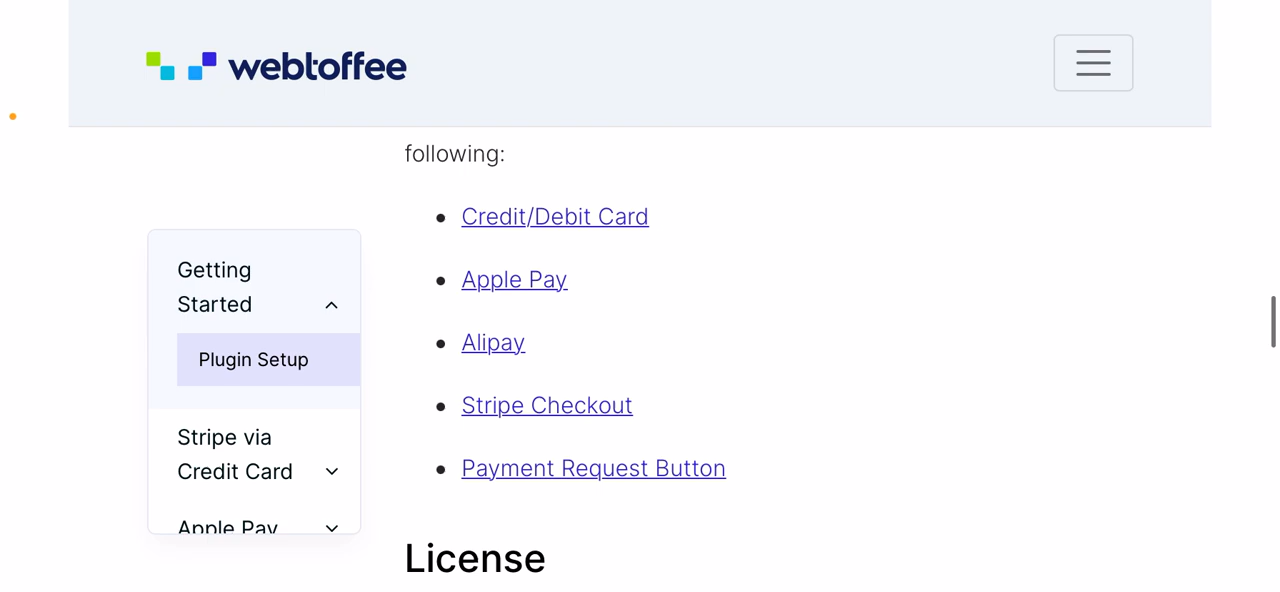 webtoffee
following:
Credit/Debit Card
Apple Pay
Alipay
Stripe Checkout
Payment Request Button
License
Getting
Started
Plugin Setup
Stripe via
Credit Card
Apple Pay